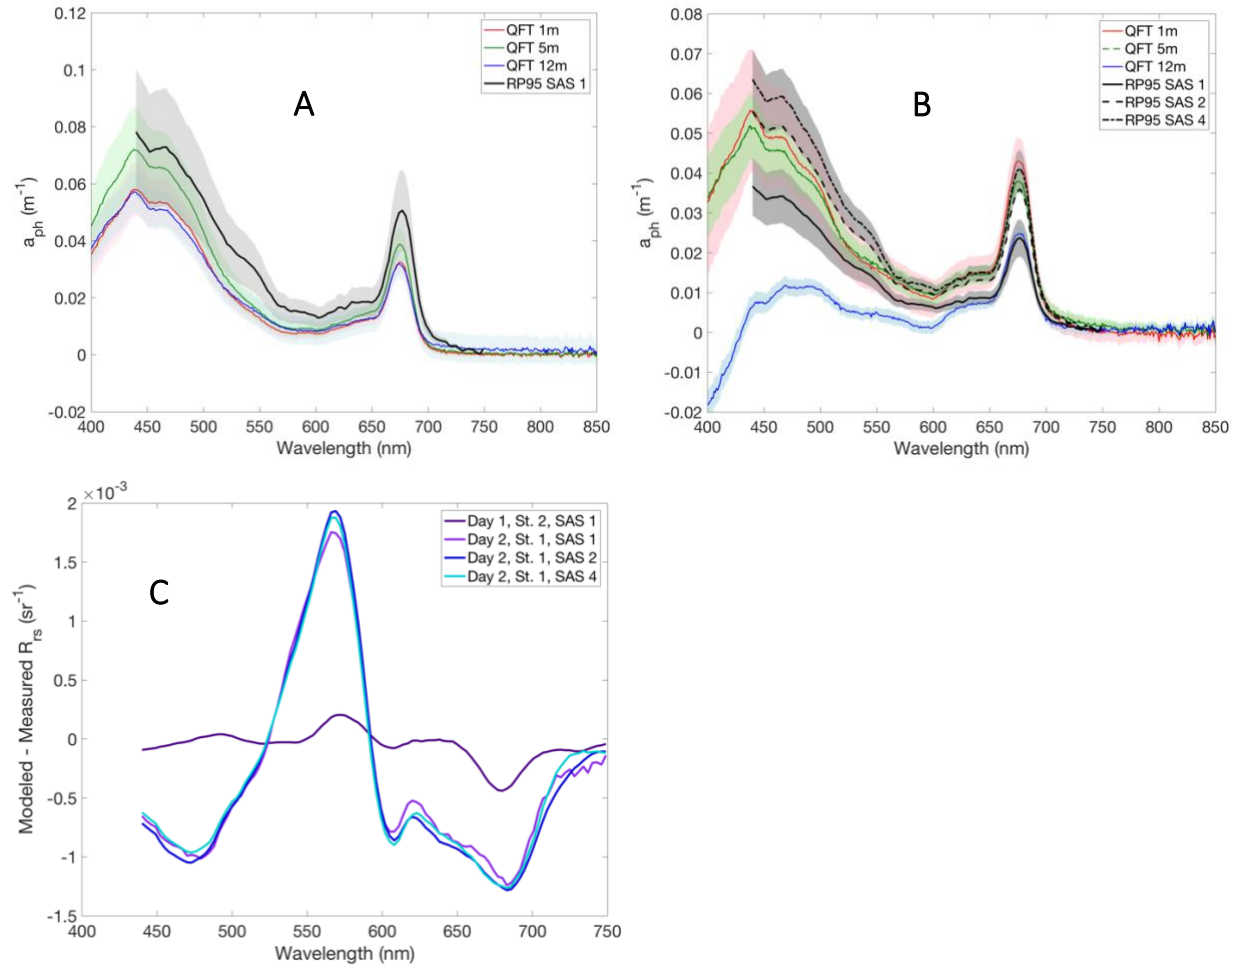 0.12
0.1
0.08
0.06
0.04
0.02
0
-0.02
a_ph (m⁻¹)
400 450 500 550 600 650 700 750 800 850
Wavelength (nm)
QFT 1m
QFT 5m
QFT 12m
RP95 SAS 1
A
0.08
0.07
0.06
0.05
0.04
0.03
0.02
0.01
0
-0.01
-0.02
a_ph (m⁻¹)
400 450 500 550 600 650 700 750 800 850
Wavelength (nm)
QFT 1m
QFT 5m
QFT 12m
RP95 SAS 1
RP95 SAS 2
RP95 SAS 4
B
×10⁻³
2
1.5
1
0.5
0
-0.5
-1
-1.5
Modeled - Measured R_rs (sr⁻¹)
400 450 500 550 600 650 700 750
Wavelength (nm)
Day 1, St. 2, SAS 1
Day 2, St. 1, SAS 1
Day 2, St. 1, SAS 2
Day 2, St. 1, SAS 4
C